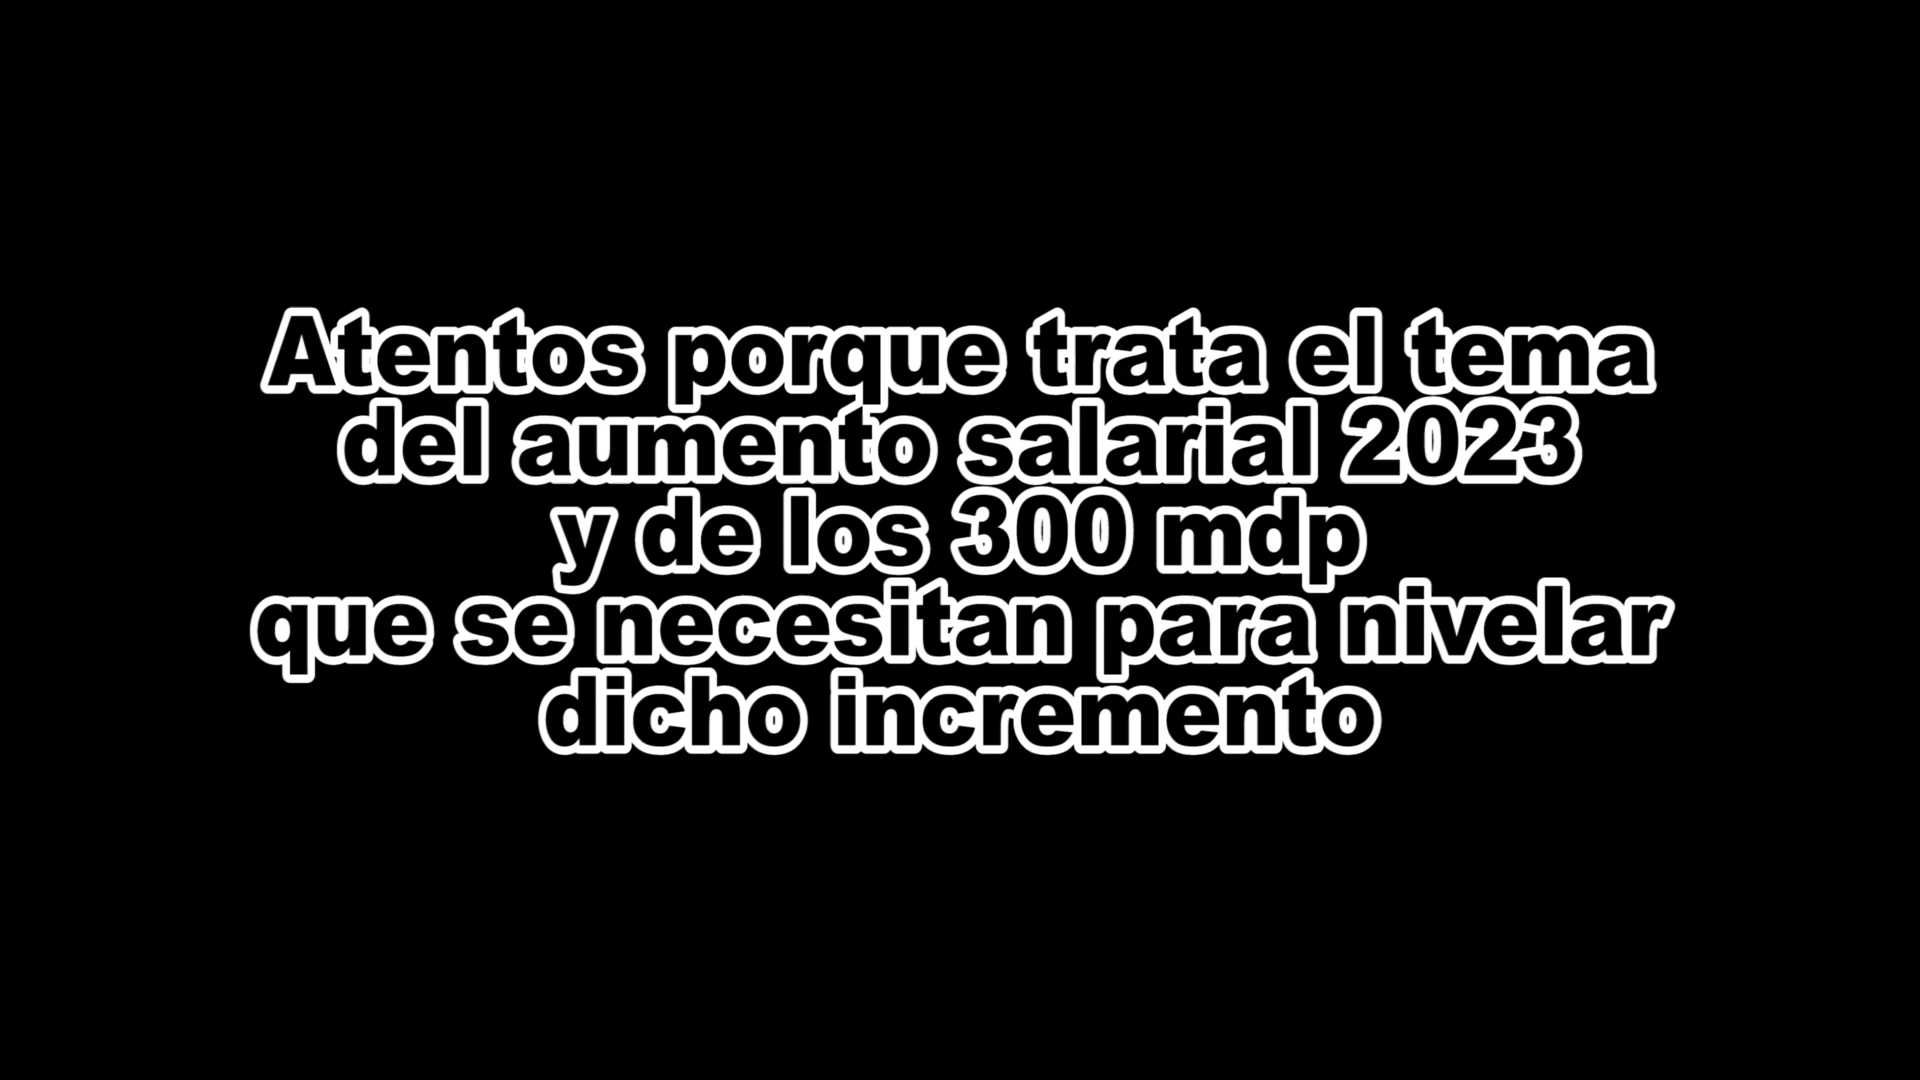 Atentos porque trata el tema
del aumento salarial 2023
y de los 300 mdp
que se necesitan para nivelar
dicho incremento